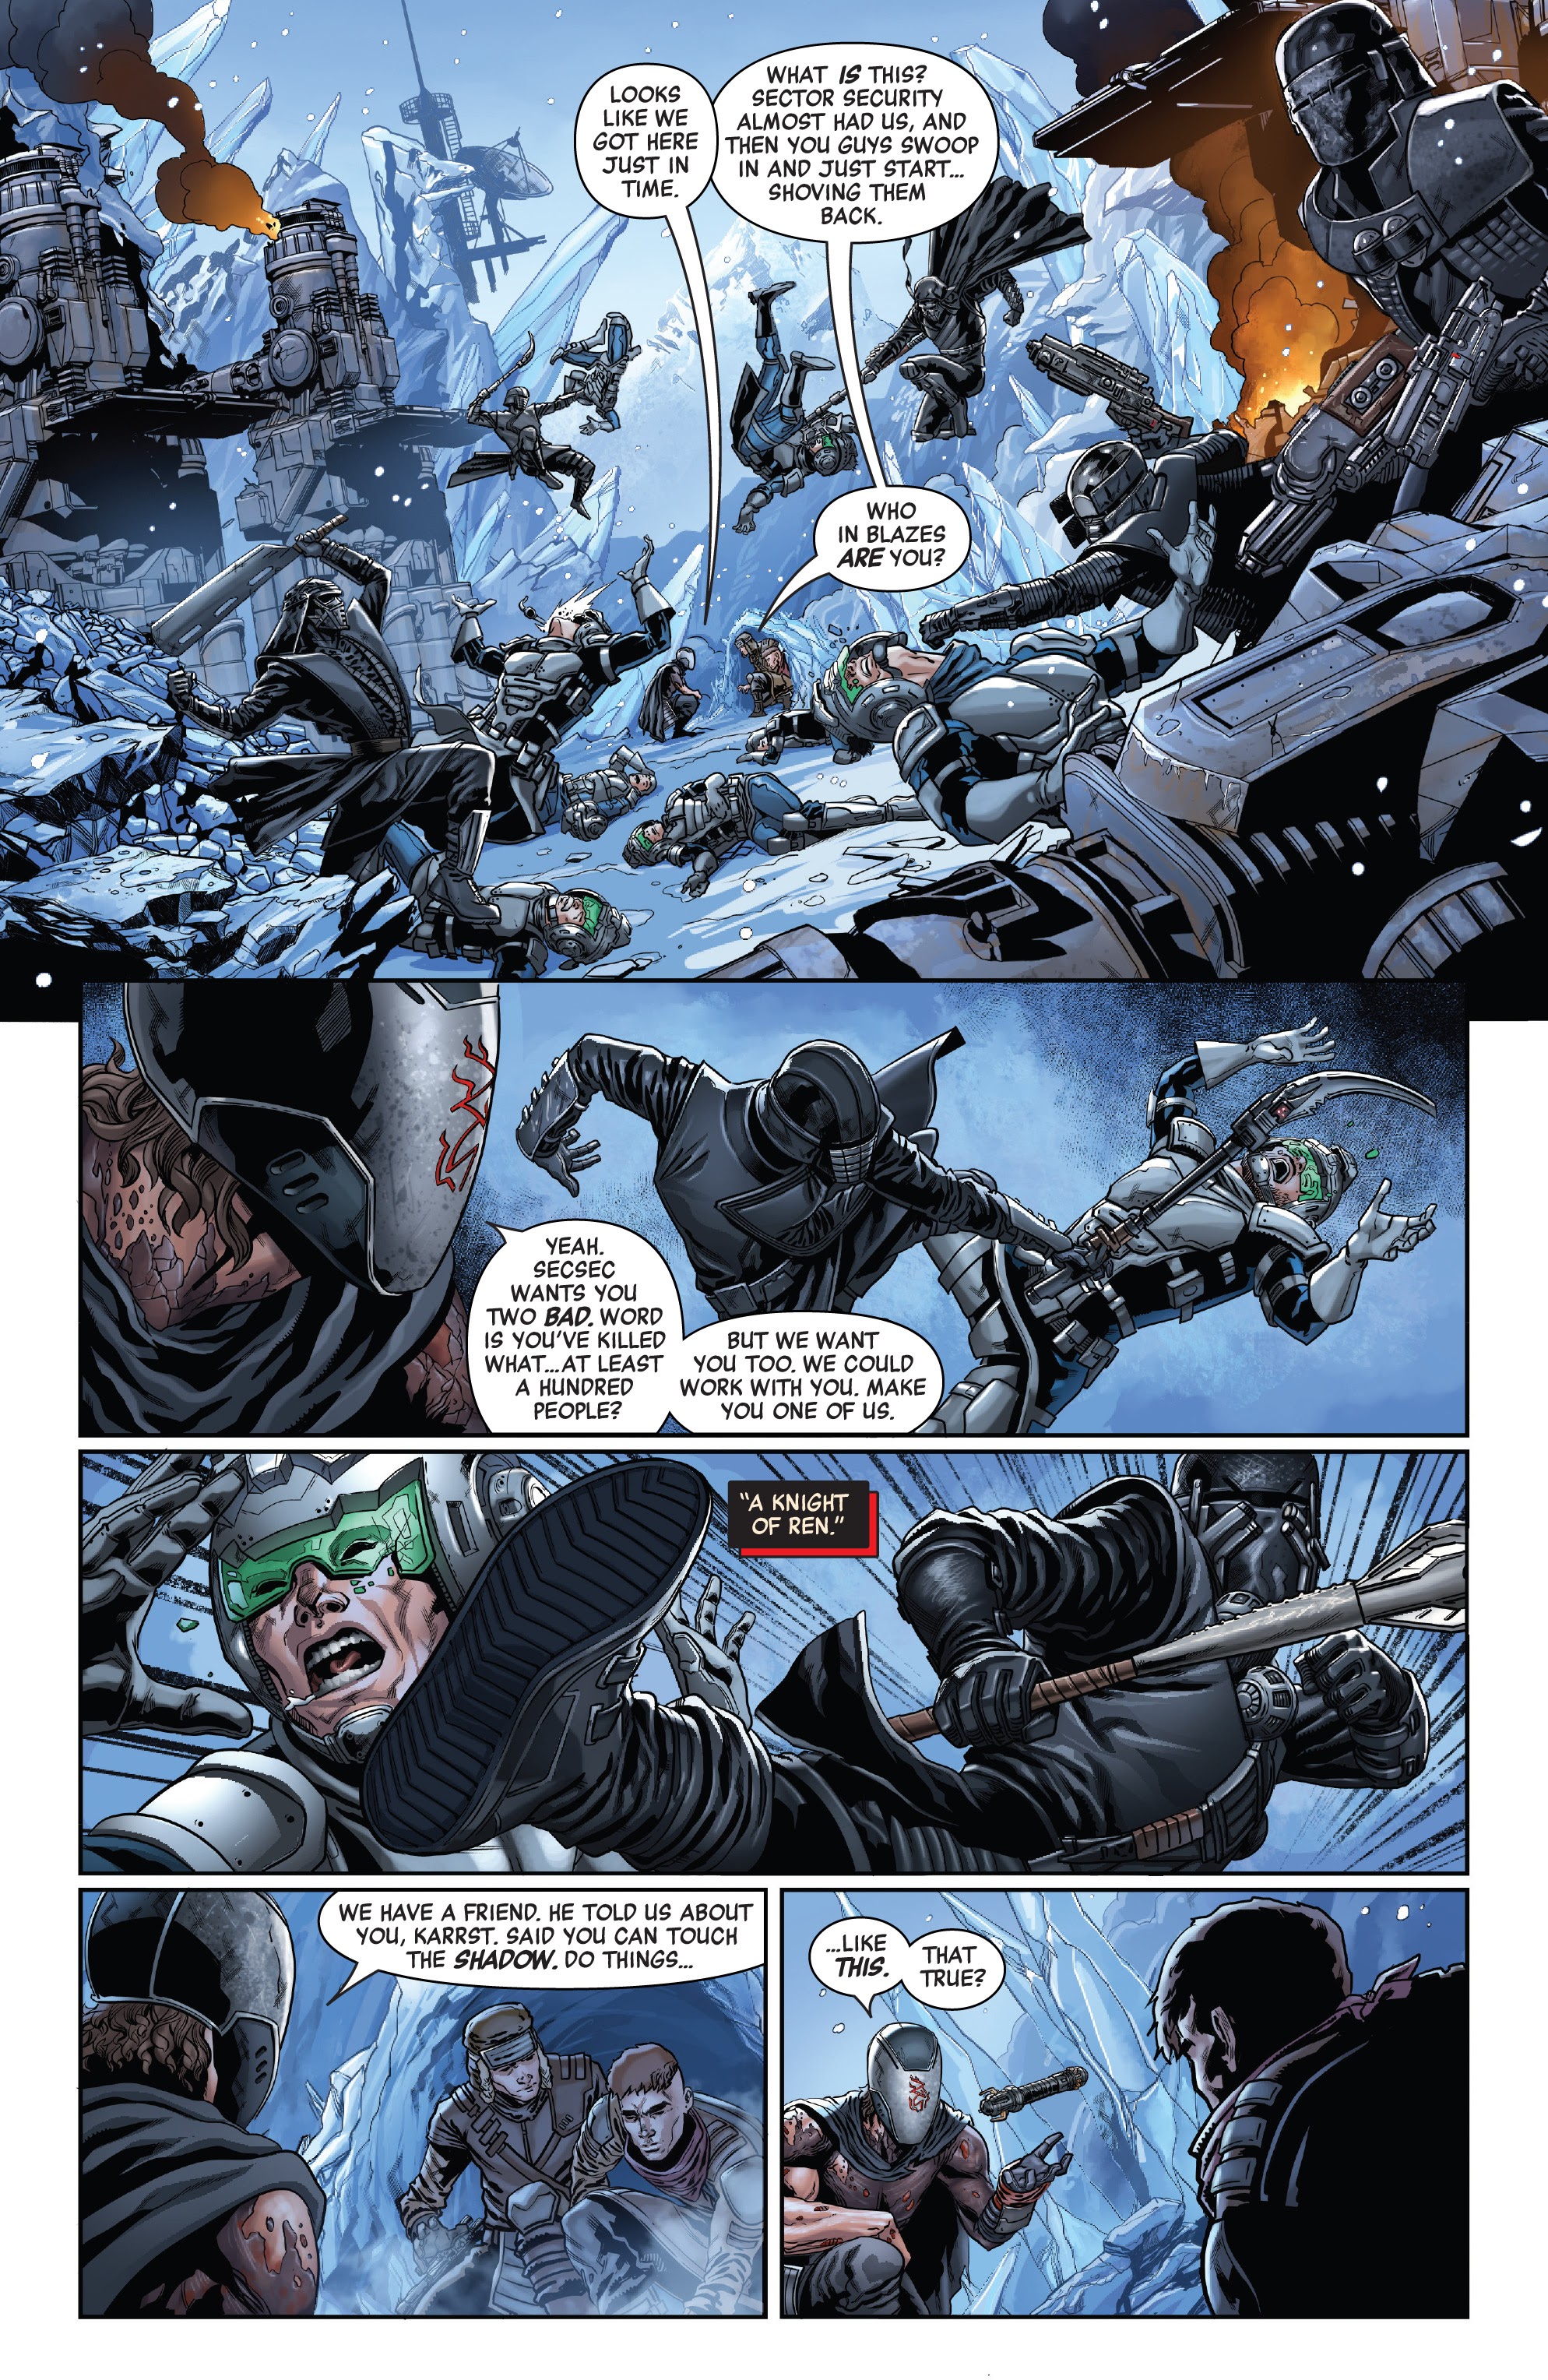 LOOKS
LIKE WE
GOT HERE
JUST IN
TIME.
WHAT IS THIS?
SECTOR SECURITY
ALMOST HAD US, AND
THEN YOU GUYS SWOOP
IN AND JUST START...
SHOVING THEM
BACK.
WHO
IN BLAZES
ARE YOU?
YEAH.
SECSEC
WANTS YOU
TWO BAD. WORD
IS YOU'VE KILLED
WHAT...AT LEAST
A HUNDRED
PEOPLE?
BUT WE WANT
YOU TOO. WE COULD
WORK WITH YOU. MAKE
YOU ONE OF US.
"A KNIGHT
OF REN."
WE HAVE A FRIEND. HE TOLD US ABOUT
YOU, KARRST. SAID YOU CAN TOUCH
THE SHADOW. DO THINGS...
...LIKE
THIS.
THAT
TRUE?